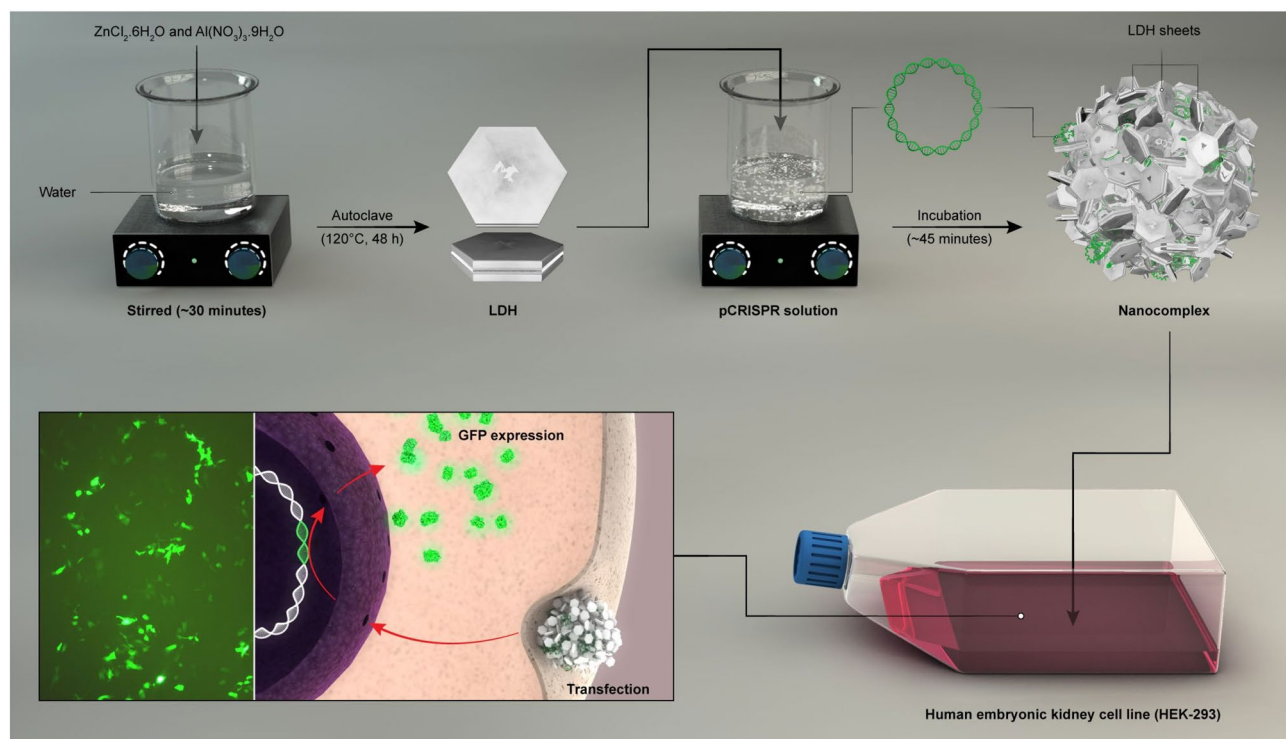 ZnCl₂.6H₂O and Al(NO₃)₃.9H₂O
Water
Stirred (~30 minutes)
Autoclave
(120°C, 48 h)
LDH
pCRISPR solution
Incubation
(~45 minutes)
LDH sheets
Nanocomplex
GFP expression
Transfection
Human embryonic kidney cell line (HEK-293)